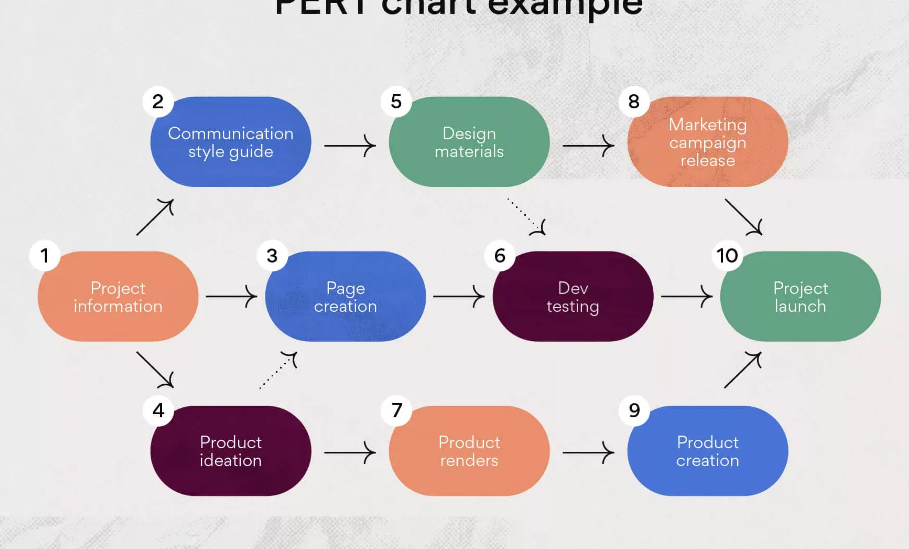 PERT chart example
2
Communication
style guide
5
Design
materials
8
Marketing
campaign
release
1
Project
information
3
Page
creation
6
Dev
testing
10
Project
launch
4
Product
ideation
7
Product
renders
9
Product
creation